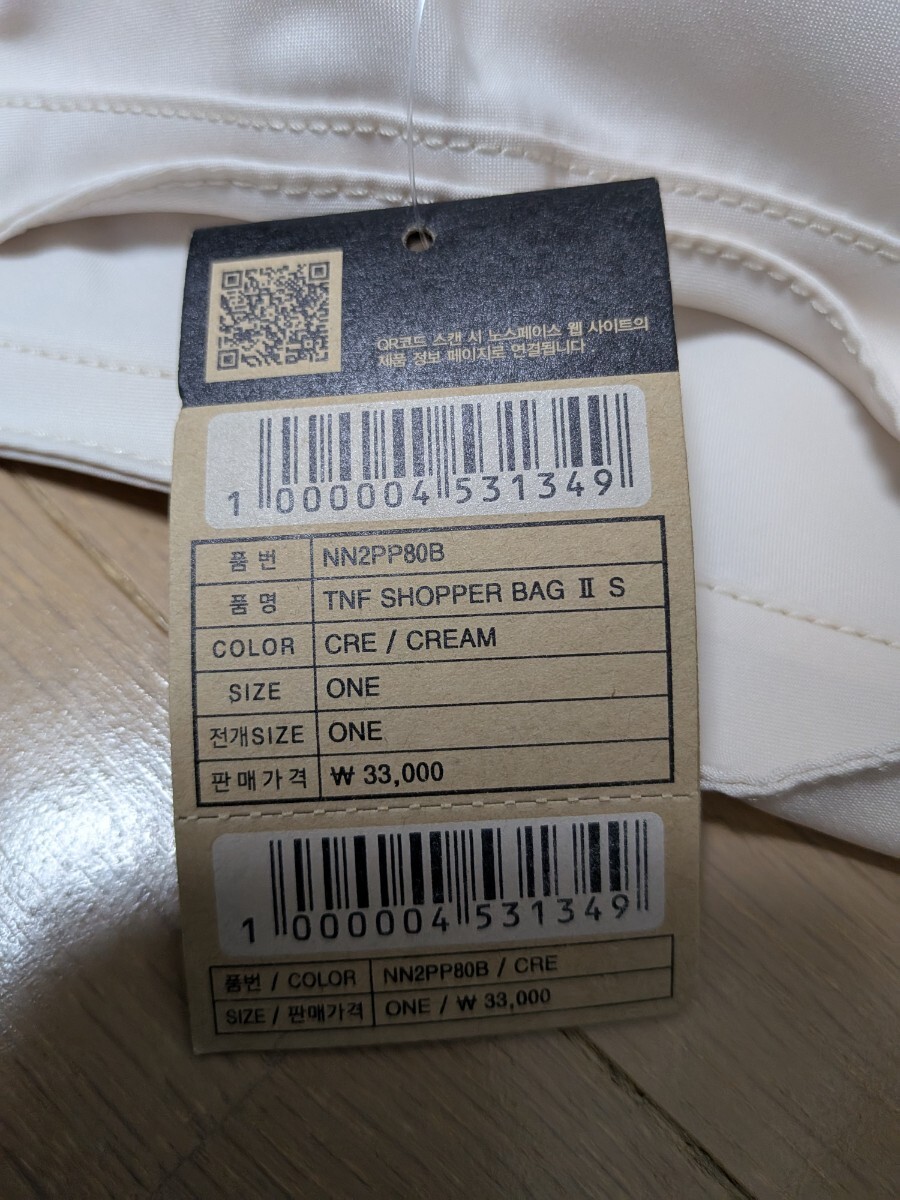 QR코드 스캔 시 노스페이스 웹 사이트의
제품 정보 페이지로 연결됩니다
1 000004 531349
품번 NN2PP80B
품명 TNF SHOPPER BAG Ⅱ S
COLOR CRE / CREAM
SIZE ONE
전개SIZE ONE
판매가격 ₩ 33,000
1 000004 531349
품번 / COLOR NN2PP80B / CRE
SIZE / 판매가격 ONE / ₩ 33,000